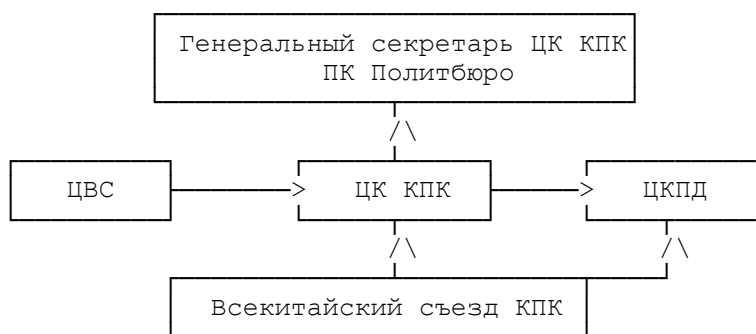 Генеральный секретарь ЦК КПК
ПК Политбюро
ЦВС
ЦК КПК
ЦКПД
Всекитайский съезд КПК